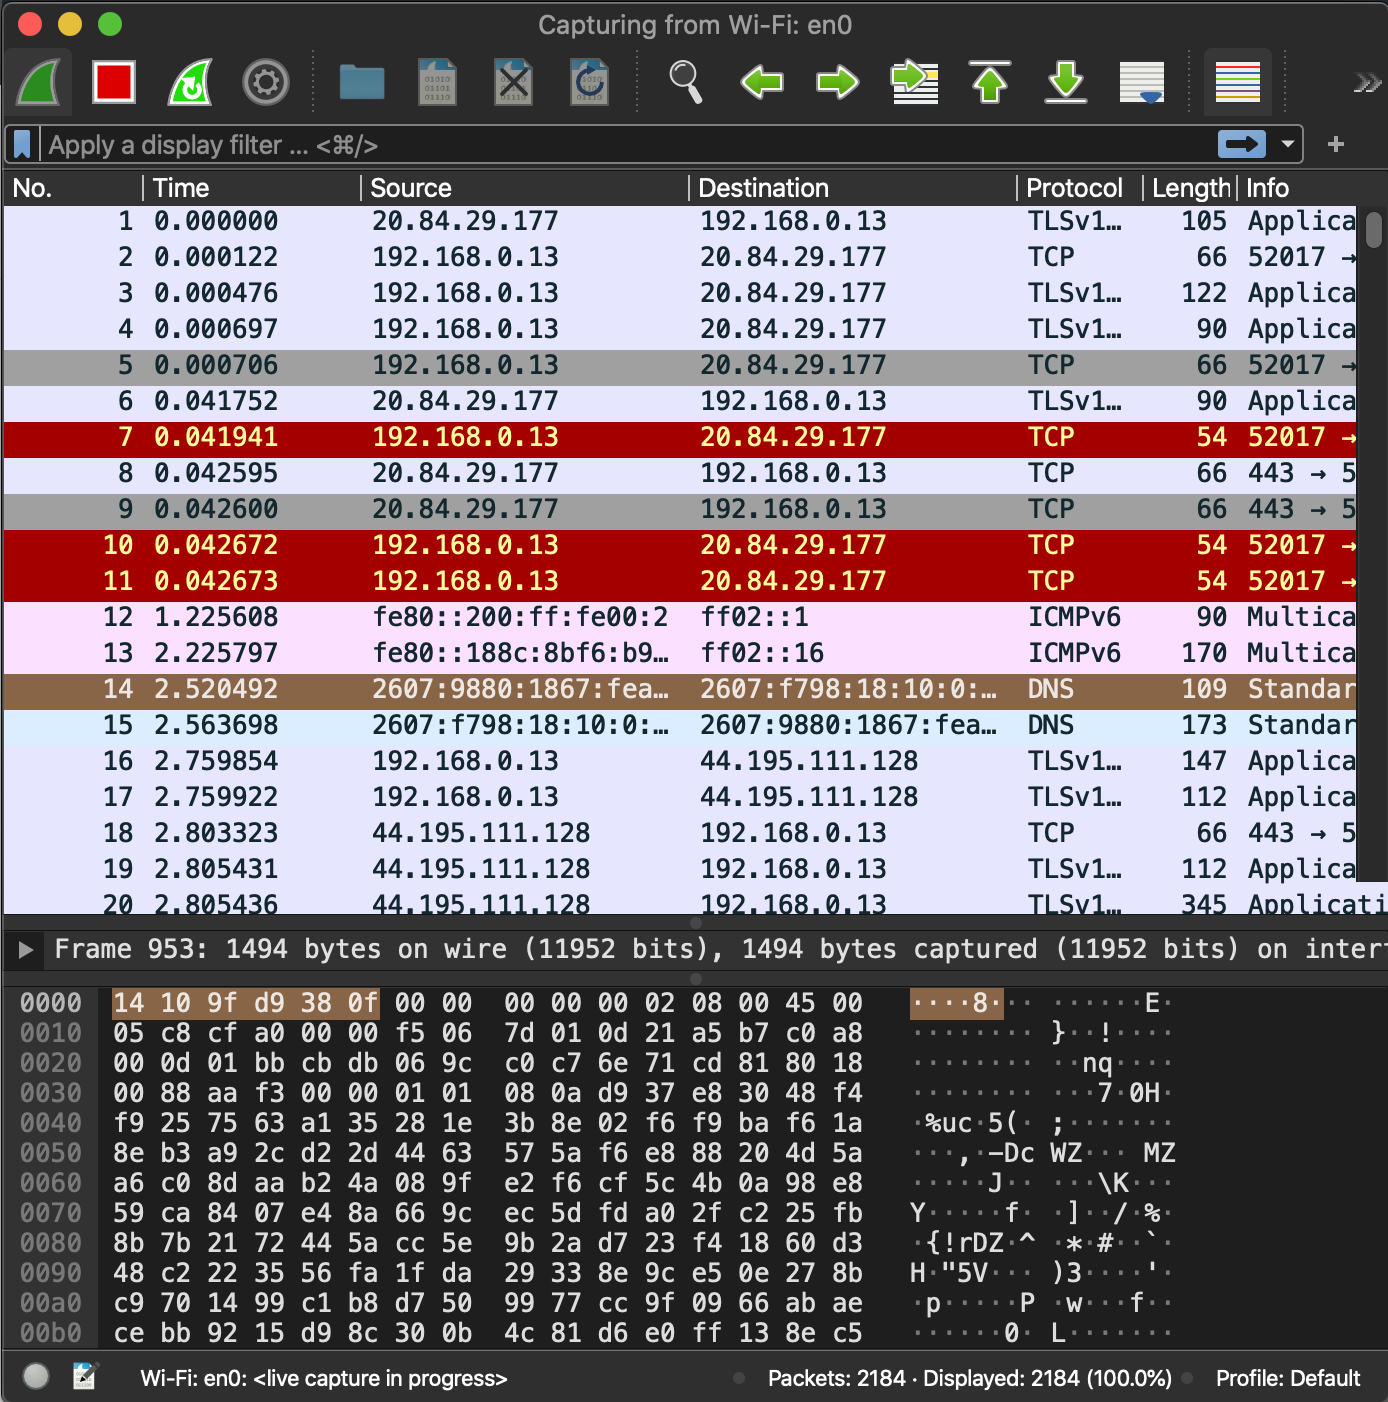 Capturing from Wi-Fi: en0
Apply a display filter ... <⌘/>
No. Time Source Destination Protocol Length Info
1 0.000000 20.84.29.177 192.168.0.13 TLSv1… 105 Applica
2 0.000122 192.168.0.13 20.84.29.177 TCP 66 52017 →
3 0.000476 192.168.0.13 20.84.29.177 TLSv1… 122 Applica
4 0.000697 192.168.0.13 20.84.29.177 TLSv1… 90 Applica
5 0.000706 192.168.0.13 20.84.29.177 TCP 66 52017 →
6 0.041752 20.84.29.177 192.168.0.13 TLSv1… 90 Applica
7 0.041941 192.168.0.13 20.84.29.177 TCP 54 52017 →
8 0.042595 20.84.29.177 192.168.0.13 TCP 66 443 → 5
9 0.042600 20.84.29.177 192.168.0.13 TCP 66 443 → 5
10 0.042672 192.168.0.13 20.84.29.177 TCP 54 52017 →
11 0.042673 192.168.0.13 20.84.29.177 TCP 54 52017 →
12 1.225608 fe80::200:ff:fe00:2 ff02::1 ICMPv6 90 Multica
13 2.225797 fe80::188c:8bf6:b9… ff02::16 ICMPv6 170 Multica
14 2.520492 2607:9880:1867:fea… 2607:f798:18:10:0:… DNS 109 Standar
15 2.563698 2607:f798:18:10:0:… 2607:9880:1867:fea… DNS 173 Standar
16 2.759854 192.168.0.13 44.195.111.128 TLSv1… 147 Applica
17 2.759922 192.168.0.13 44.195.111.128 TLSv1… 112 Applica
18 2.803323 44.195.111.128 192.168.0.13 TCP 66 443 → 5
19 2.805431 44.195.111.128 192.168.0.13 TLSv1… 112 Applica
20 2.805436 44.195.111.128 192.168.0.13 TLSv1… 345 Applicati
Frame 953: 1494 bytes on wire (11952 bits), 1494 bytes captured (11952 bits) on inter
0000 14 10 9f d9 38 0f 00 00 00 00 00 02 08 00 45 00 ····8··· ······E·
0010 05 c8 cf a0 00 00 f5 06 7d 01 0d 21 a5 b7 c0 a8 ········ }··!····
0020 00 0d 01 bb cb db 06 9c c0 c7 6e 71 cd 81 80 18 ········ ··nq····
0030 00 88 aa f3 00 00 01 01 08 0a d9 37 e8 30 48 f4 ········ ···7·0H·
0040 f9 25 75 63 a1 35 28 1e 3b 8e 02 f6 f9 ba f6 1a ·%uc·5(· ;·······
0050 8e b3 a9 2c cd d2 2d 44 63 57 5a f6 e8 88 20 4d 5a ···,·-Dc WZ··· MZ
0060 a6 c0 8d aa b2 4a 08 9f e2 f6 cf 5c 4b 0a 98 e8 ·····J·· ···\K···
0070 59 ca 84 07 e4 8a 66 9c ec 5d fd a0 2f c2 25 fb Y·····f· ·]··/·%·
0080 8b 7b 21 72 44 5a cc 5e 9b 2a d7 23 f4 18 60 d3 ·{!rDZ·^ ·*·#··`·
0090 48 c2 22 35 56 fa 1f da 29 33 8e 9c e5 0e 27 8b H·"5V··· )3····'·
00a0 c9 70 14 99 c1 b8 d7 50 99 77 cc 9f 09 66 ab ae ·p·····P ·w···f··
00b0 ce bb 92 15 d9 8c 30 0b 4c 81 d6 e0 ff 13 8e c5 ······0· L·······
Wi-Fi: en0: <live capture in progress> Packets: 2184 · Displayed: 2184 (100.0%) Profile: Default